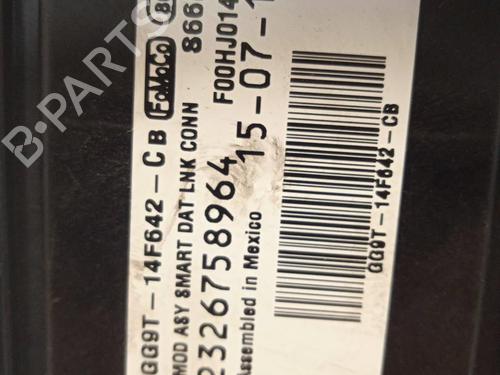 B-PARTS
GG9T-14F642-CB FoMoCo
MOD ASY SMART DAT LNK CONN
2326758964 F00HJ014
Assembled in Mexico 15-07-
GG9T-14F642-CB